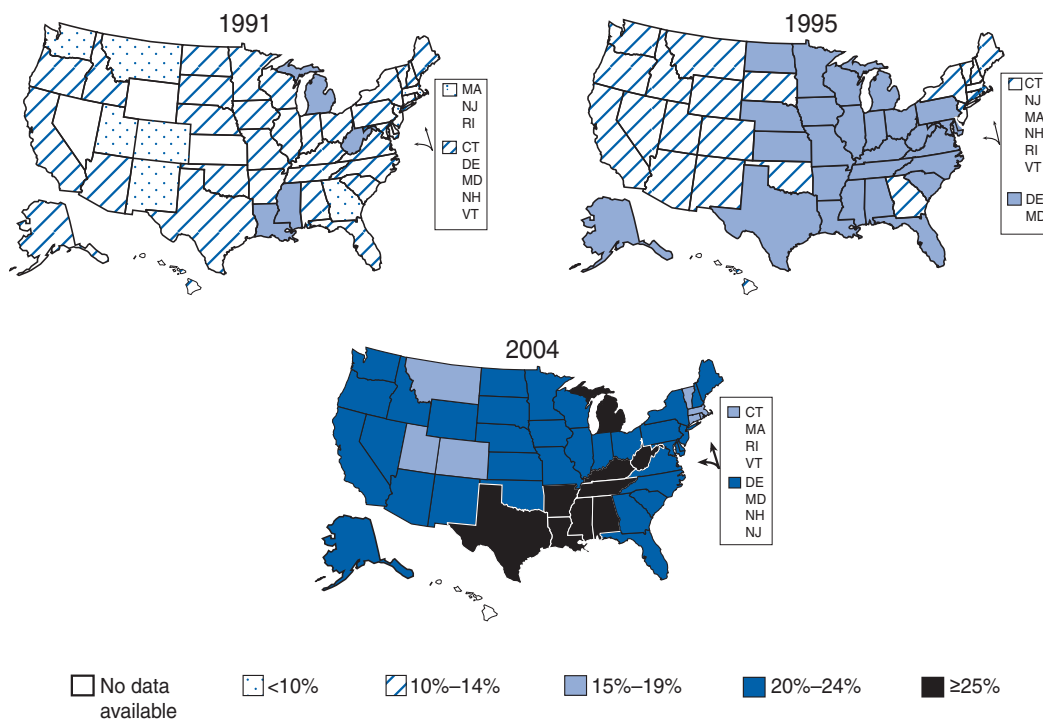 1991
MA
NJ
RI
CT
DE
MD
NH
VT
1995
CT
NJ
MA
NH
RI
VT
DE
MD
2004
CT
MA
RI
VT
DE
MD
NH
NJ
No data
available
<10%
10%–14%
15%–19%
20%–24%
≥25%